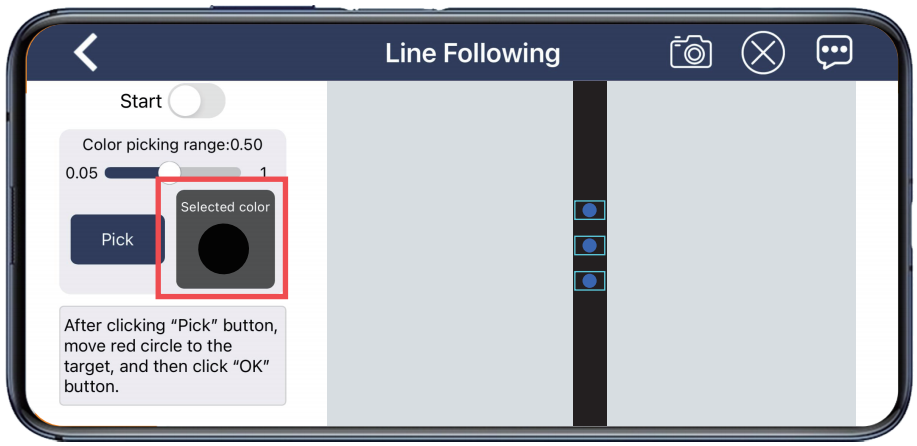 Line Following
Start
Color picking range:0.50
0.05
1
Selected color
Pick
After clicking “Pick” button,
move red circle to the
target, and then click “OK”
button.